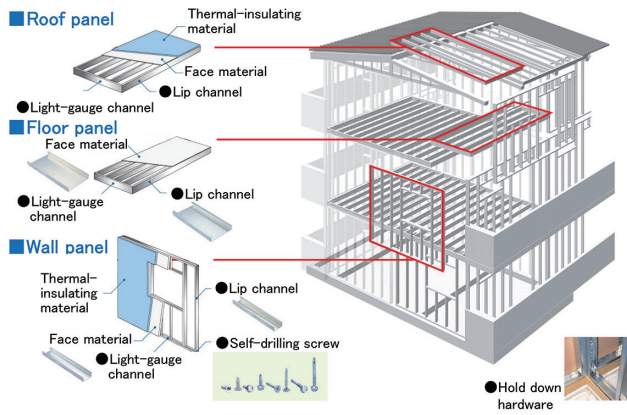 ■Roof panel
Thermal-insulating
material
Face material
●Lip channel
●Light-gauge channel
■Floor panel
Face material
●Light-gauge
channel
●Lip channel
■Wall panel
Thermal-
insulating
material
●Lip channel
Face material
●Light-gauge
channel
●Self-drilling screw
●Hold down
hardware